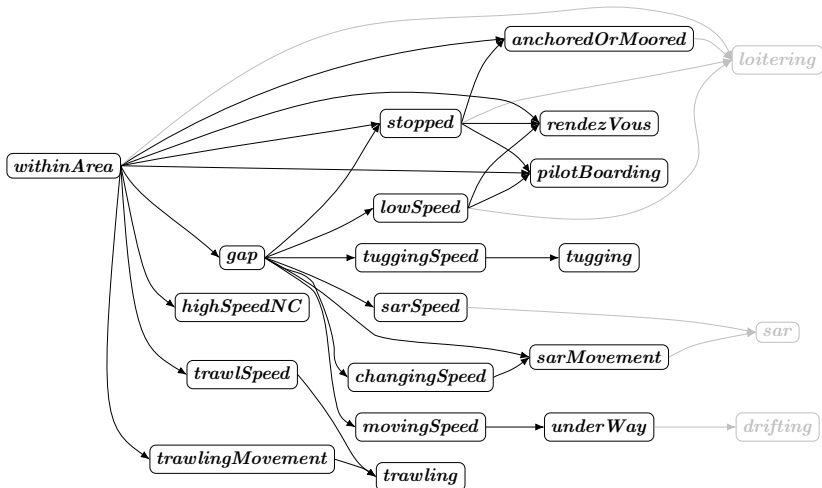 anchoredOrMoored
loitering
stopped
rendezVous
withinArea
pilotBoarding
lowSpeed
gap
tuggingSpeed
tugging
highSpeedNC
sarSpeed
sar
sarMovement
trawlSpeed
changingSpeed
movingSpeed
underWay
drifting
trawlingMovement
trawling